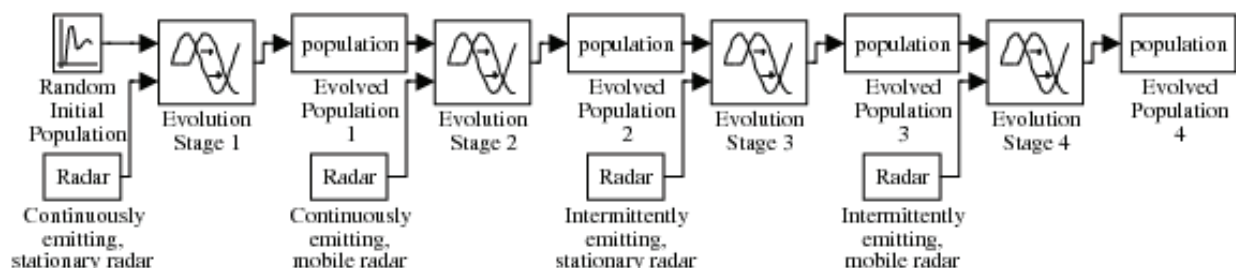 population
population
population
population
Random
Initial
Population
Evolution
Stage 1
Evolved
Population
1
Evolution
Stage 2
Evolved
Population
2
Evolution
Stage 3
Evolved
Population
3
Evolution
Stage 4
Evolved
Population
4
Radar
Radar
Radar
Radar
Continuously
emitting,
stationary radar
Continuously
emitting,
mobile radar
Intermittently
emitting,
stationary radar
Intermittently
emitting,
mobile radar